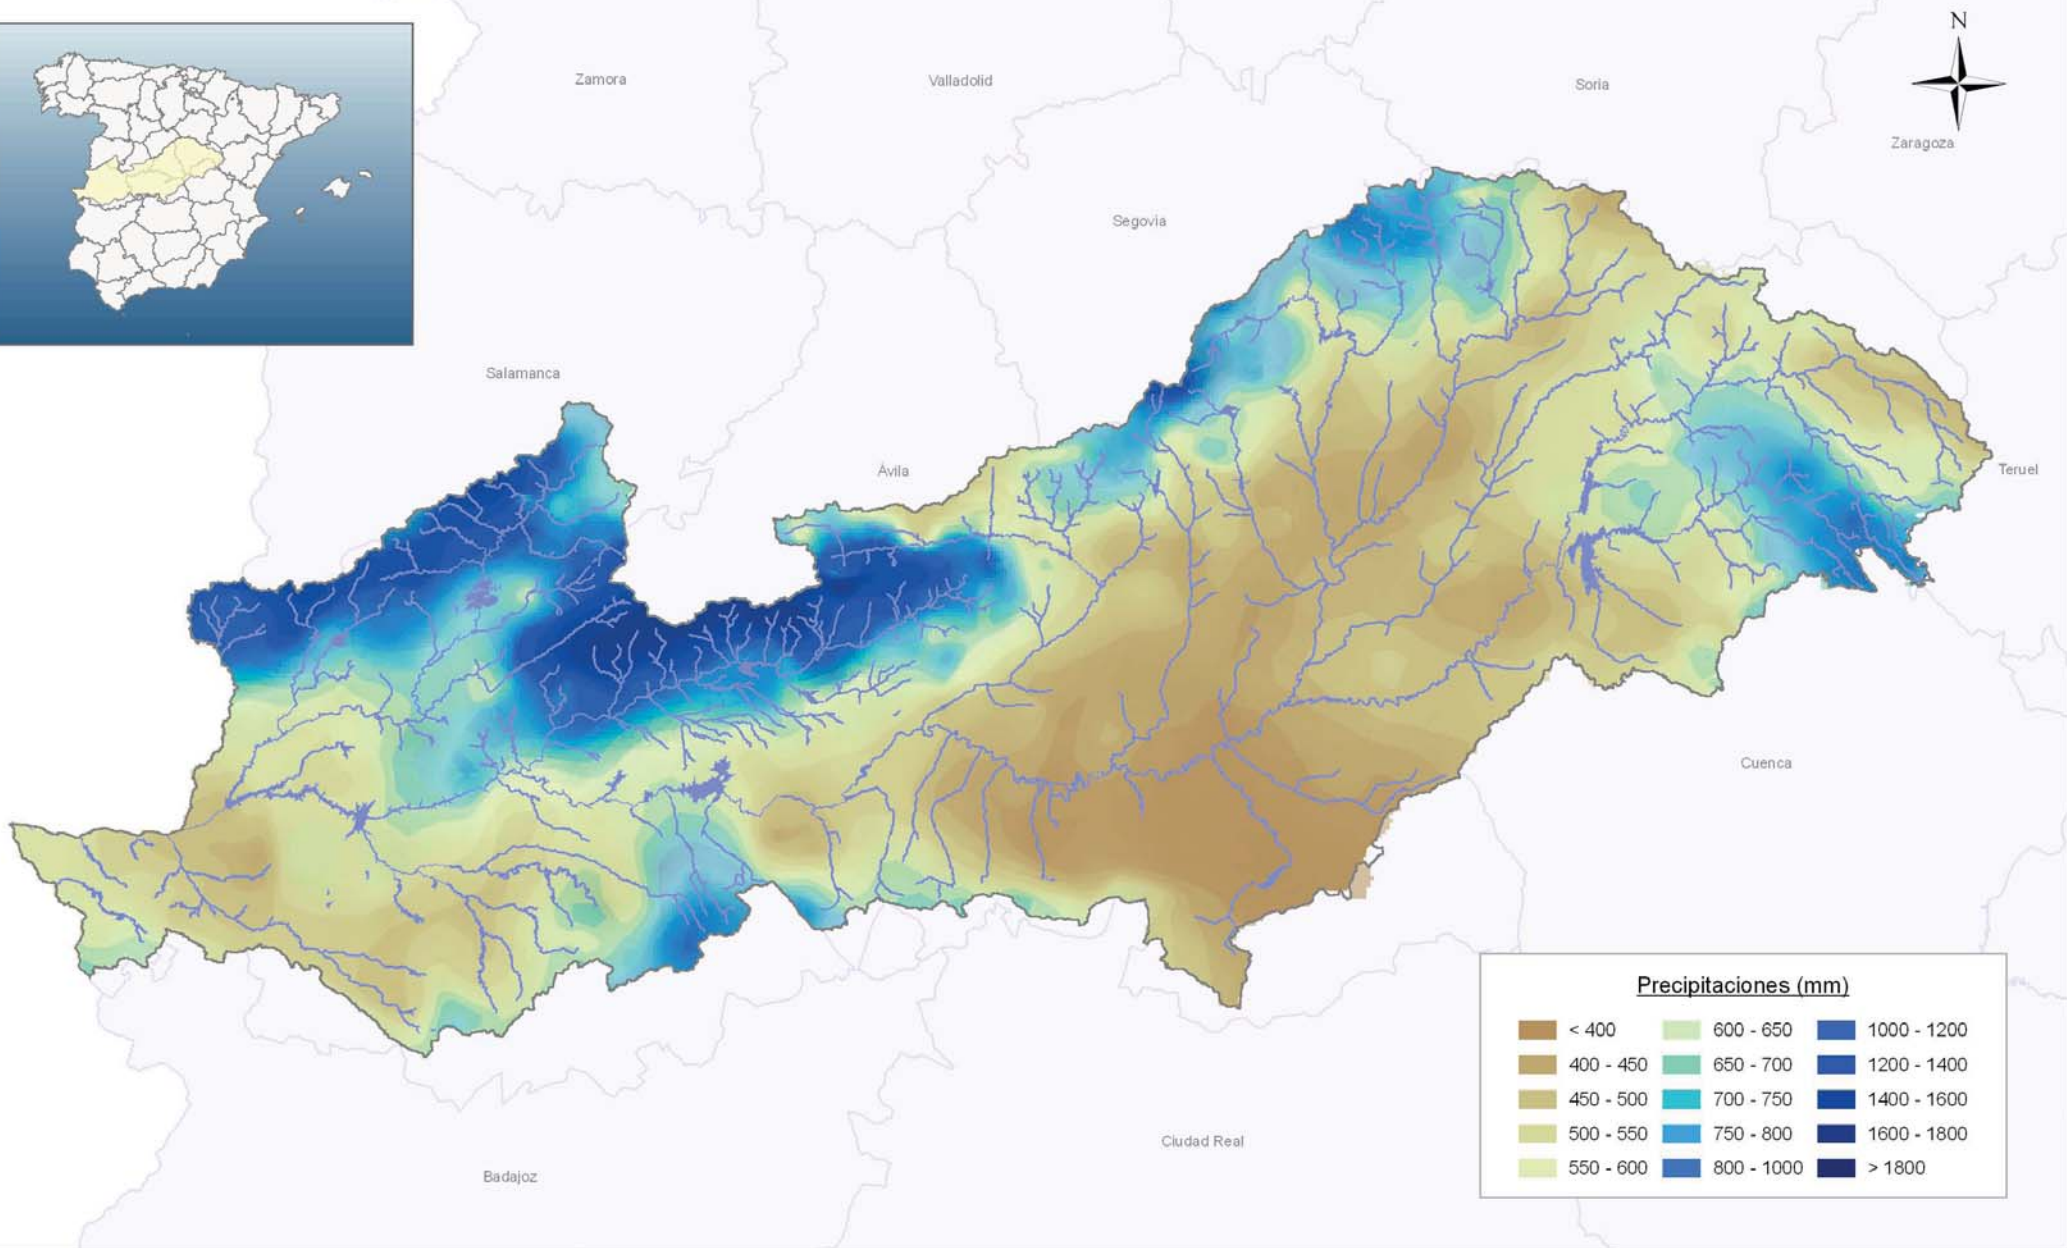 N
Zamora
Valladolid
Soria
Zaragoza
Segovia
Salamanca
Ávila
Teruel
Cuenca
Ciudad Real
Badajoz
Precipitaciones (mm)
< 400
400 - 450
450 - 500
500 - 550
550 - 600
600 - 650
650 - 700
700 - 750
750 - 800
800 - 1000
1000 - 1200
1200 - 1400
1400 - 1600
1600 - 1800
> 1800